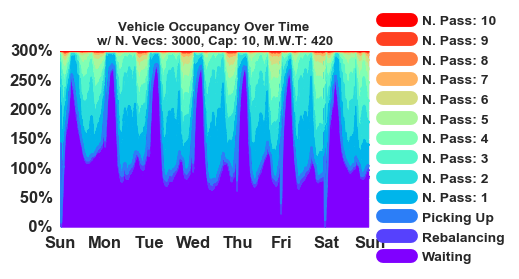 Vehicle Occupancy Over Time
w/ N. Vecs: 3000, Cap: 10, M.W.T: 420
300%
250%
200%
150%
100%
50%
0%
Sun Mon Tue Wed Thu Fri Sat Sun
N. Pass: 10
N. Pass: 9
N. Pass: 8
N. Pass: 7
N. Pass: 6
N. Pass: 5
N. Pass: 4
N. Pass: 3
N. Pass: 2
N. Pass: 1
Picking Up
Rebalancing
Waiting